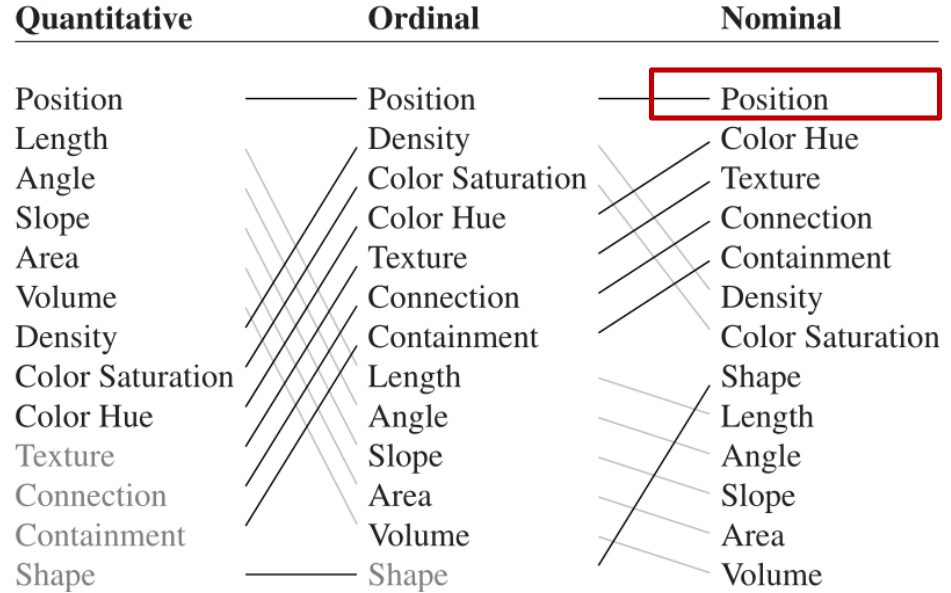 Quantitative Ordinal Nominal
Position Position Position
Length Density Color Hue
Angle Color Saturation Texture
Slope Color Hue Connection
Area Texture Containment
Volume Connection Density
Density Containment Color Saturation
Color Saturation Length Shape
Color Hue Angle Length
Texture Slope Angle
Connection Area Slope
Containment Volume Area
Shape Shape Volume